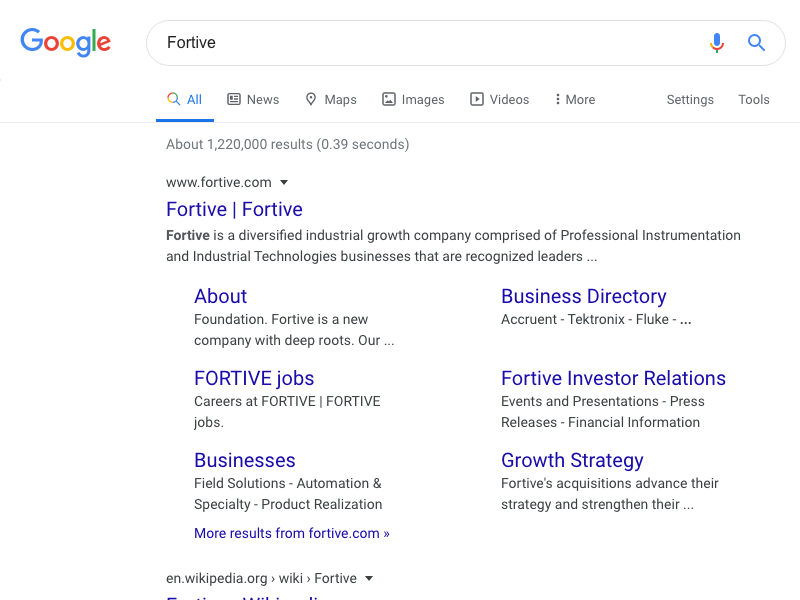 Google
Fortive
All
News
Maps
Images
Videos
More
Settings
Tools
About 1,220,000 results (0.39 seconds)
www.fortive.com
Fortive | Fortive
Fortive is a diversified industrial growth company comprised of Professional Instrumentation
and Industrial Technologies businesses that are recognized leaders ...
About
Foundation. Fortive is a new
company with deep roots. Our ...
Business Directory
Accruent - Tektronix - Fluke - ...
FORTIVE jobs
Careers at FORTIVE | FORTIVE
jobs.
Fortive Investor Relations
Events and Presentations - Press
Releases - Financial Information
Businesses
Field Solutions - Automation &
Specialty - Product Realization
Growth Strategy
Fortive's acquisitions advance their
strategy and strengthen their ...
More results from fortive.com »
en.wikipedia.org › wiki › Fortive
Fortive - Wikipedia